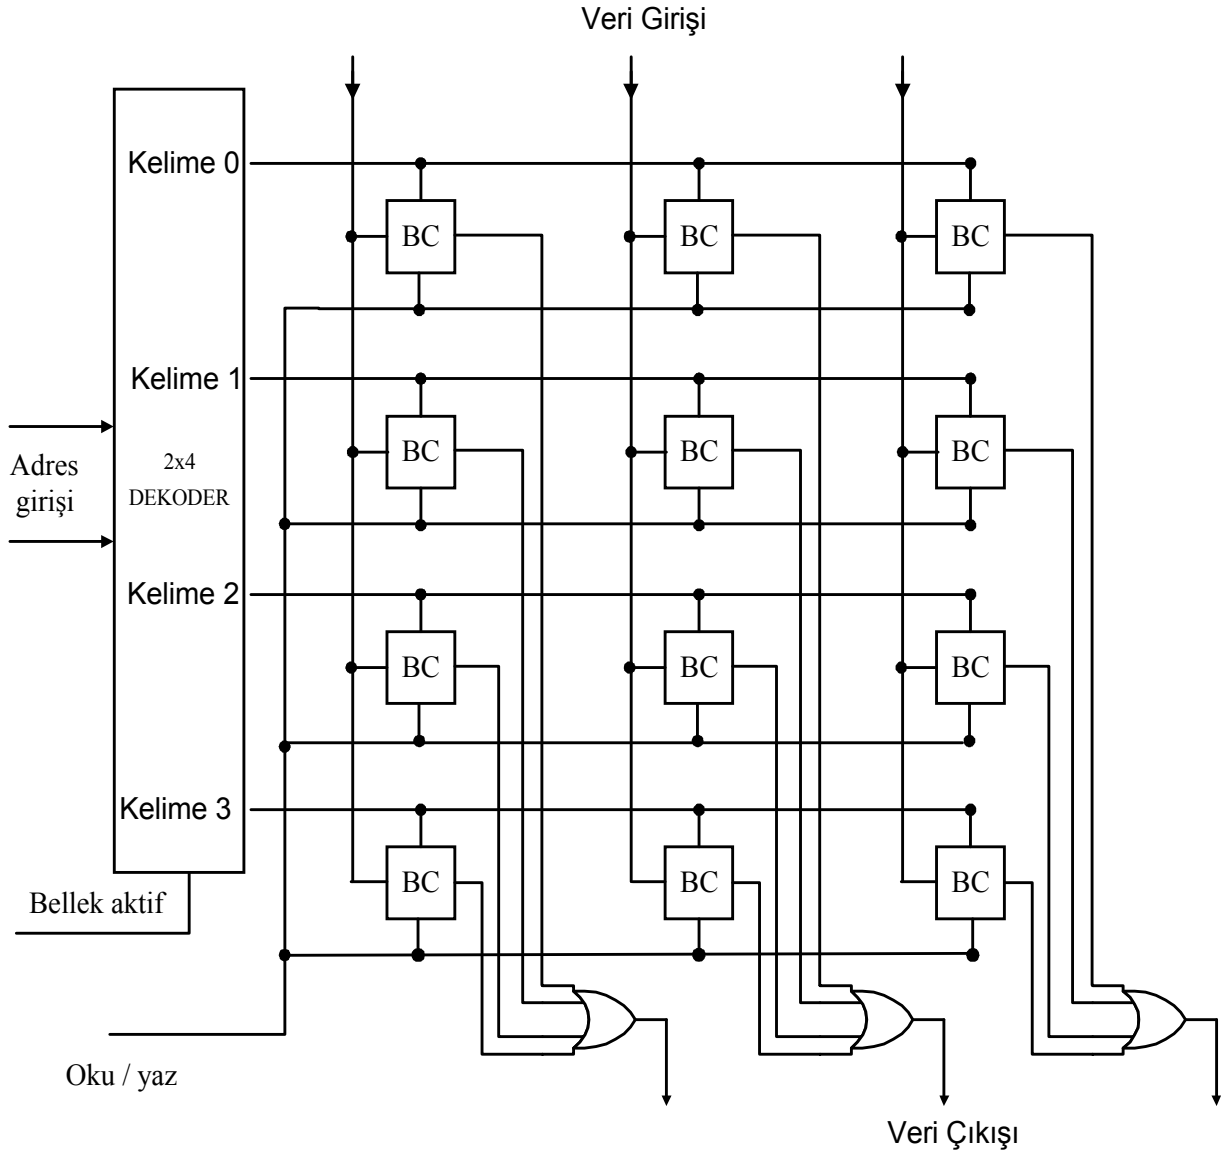 Veri Girişi
Kelime 0
BC BC BC
Kelime 1
BC BC BC
Adres
girişi
2x4
DEKODER
Kelime 2
BC BC BC
Kelime 3
BC BC BC
Bellek aktif
Oku / yaz
Veri Çıkışı